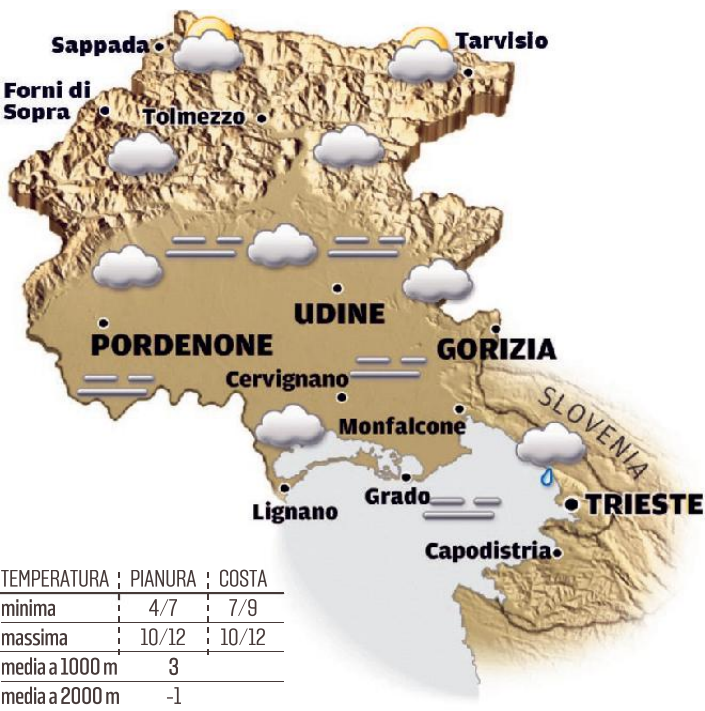 Sappada
Tarvisio
Forni di
Sopra
Tolmezzo
UDINE
PORDENONE
GORIZIA
Cervignano
SLOVENIA
Monfalcone
Grado
TRIESTE
Lignano
Capodistria
TEMPERATURA PIANURA COSTA
minima 4/7 7/9
massima 10/12 10/12
media a 1000 m 3
media a 2000 m -1